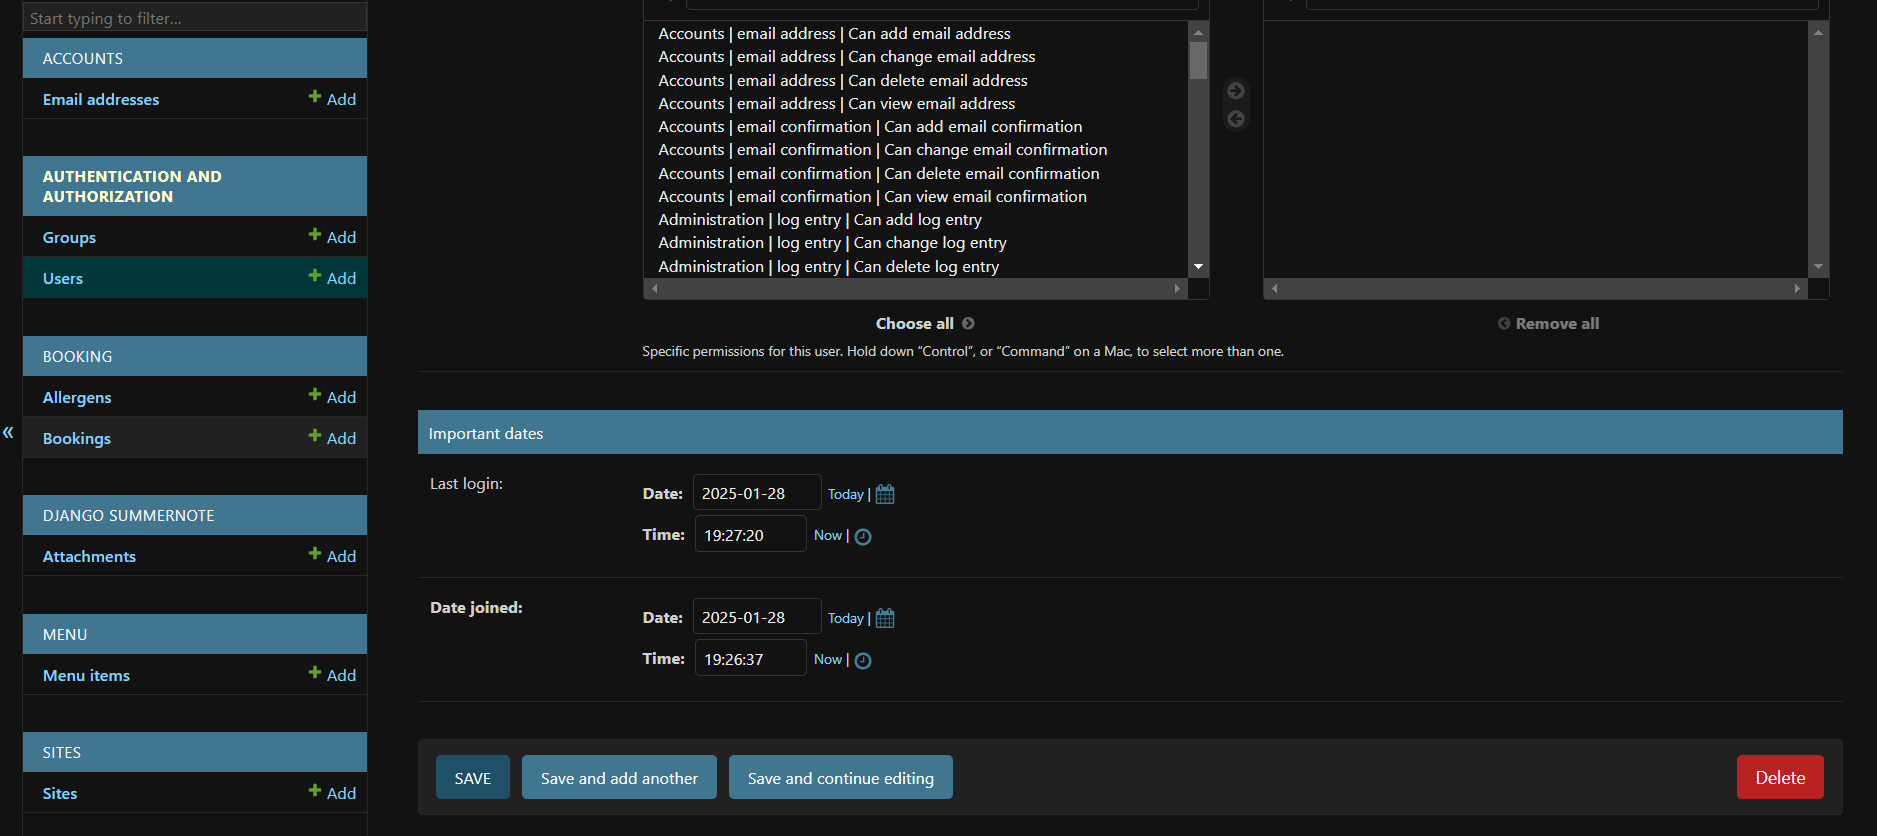 Start typing to filter...
ACCOUNTS
Email addresses
Add
AUTHENTICATION AND
AUTHORIZATION
Groups
Add
Users
Add
BOOKING
Allergens
Add
«
Bookings
Add
DJANGO SUMMERNOTE
Attachments
Add
MENU
Menu items
Add
SITES
Sites
Add
Accounts | email address | Can add email address
Accounts | email address | Can change email address
Accounts | email address | Can delete email address
Accounts | email address | Can view email address
Accounts | email confirmation | Can add email confirmation
Accounts | email confirmation | Can change email confirmation
Accounts | email confirmation | Can delete email confirmation
Accounts | email confirmation | Can view email confirmation
Administration | log entry | Can add log entry
Administration | log entry | Can change log entry
Administration | log entry | Can delete log entry
Choose all
Remove all
Specific permissions for this user. Hold down “Control”, or “Command” on a Mac, to select more than one.
Important dates
Last login:
Date: 2025-01-28 Today |
Time: 19:27:20 Now |
Date joined:
Date: 2025-01-28 Today |
Time: 19:26:37 Now |
SAVE
Save and add another
Save and continue editing
Delete